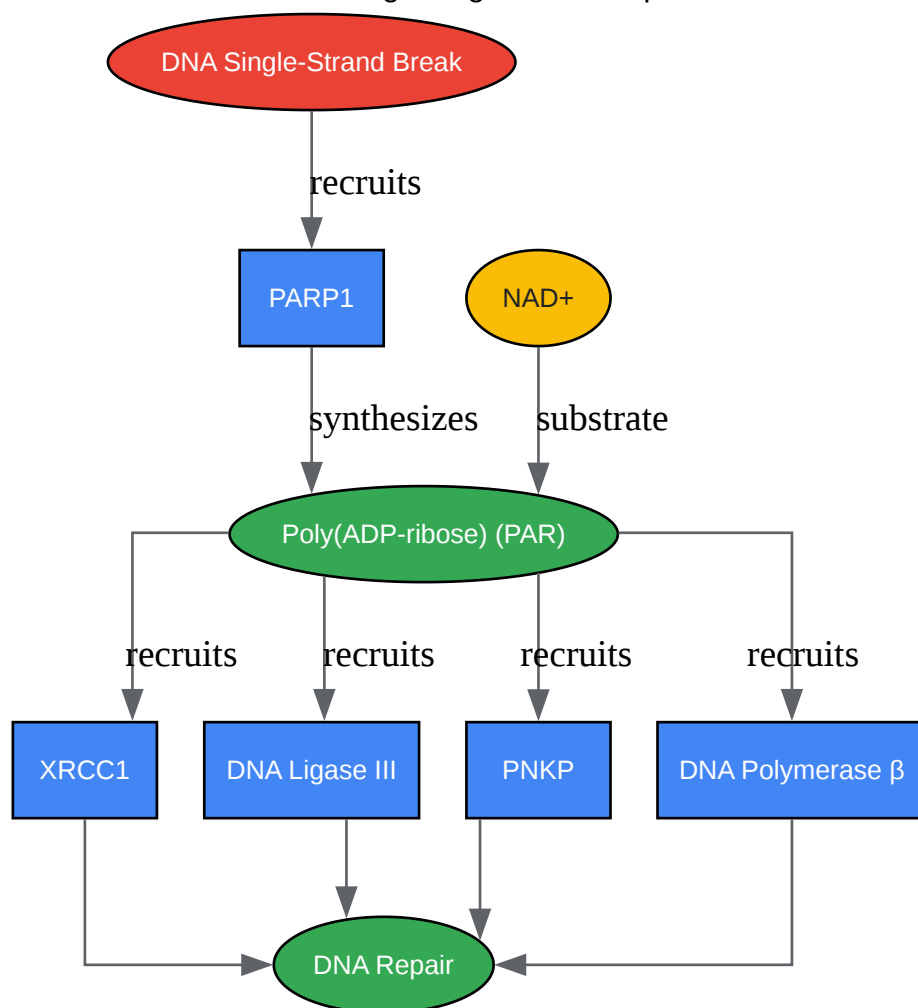 DNA Single-Strand Break
recruits
PARP1
NAD+
synthesizes
substrate
Poly(ADP-ribose) (PAR)
recruits
recruits
recruits
recruits
XRCC1
DNA Ligase III
PNKP
DNA Polymerase β
DNA Repair